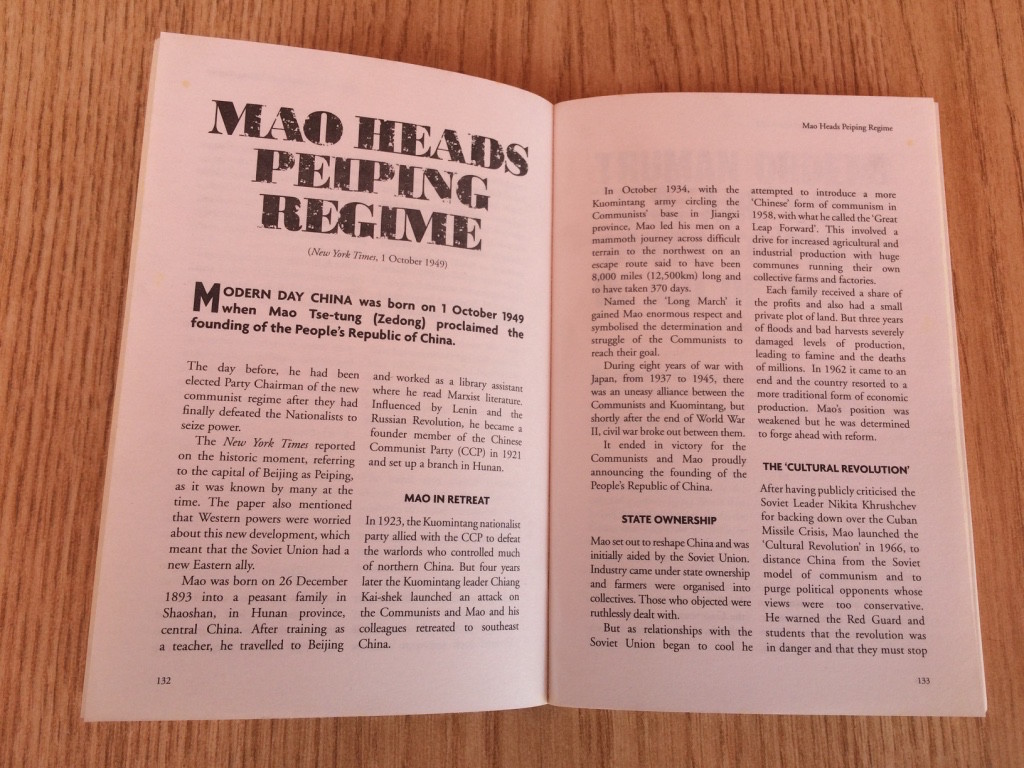 MAO HEADS
PEIPING
REGIME
(New York Times, 1 October 1949)
MODERN DAY CHINA was born on 1 October 1949
when Mao Tse-tung (Zedong) proclaimed the
founding of the People's Republic of China.
The day before, he had been
elected Party Chairman of the new
communist regime after they had
finally defeated the Nationalists to
seize power.
The New York Times reported
on the historic moment, referring
to the capital of Beijing as Peiping,
as it was known by many at the
time. The paper also mentioned
that Western powers were worried
about this new development, which
meant that the Soviet Union had a
new Eastern ally.
Mao was born on 26 December
1893 into a peasant family in
Shaoshan, in Hunan province,
central China. After training as
a teacher, he travelled to Beijing
and worked as a library assistant
where he read Marxist literature.
Influenced by Lenin and the
Russian Revolution, he became a
founder member of the Chinese
Communist Party (CCP) in 1921
and set up a branch in Hunan.
MAO IN RETREAT
In 1923, the Kuomintang nationalist
party allied with the CCP to defeat
the warlords who controlled much
of northern China. But four years
later the Kuomintang leader Chiang
Kai-shek launched an attack on
the Communists and Mao and his
colleagues retreated to southeast
China.
132
Mao Heads Peiping Regime
In October 1934, with the
Kuomintang army circling the
Communists' base in Jiangxi
province, Mao led his men on a
mammoth journey across difficult
terrain to the northwest on an
escape route said to have been
8,000 miles (12,500km) long and
to have taken 370 days.
Named the 'Long March' it
gained Mao enormous respect and
symbolised the determination and
struggle of the Communists to
reach their goal.
During eight years of war with
Japan, from 1937 to 1945, there
was an uneasy alliance between the
Communists and Kuomintang, but
shortly after the end of World War
II, civil war broke out between them.
It ended in victory for the
Communists and Mao proudly
announcing the founding of the
People's Republic of China.
STATE OWNERSHIP
Mao set out to reshape China and was
initially aided by the Soviet Union.
Industry came under state ownership
and farmers were organised into
collectives. Those who objected were
ruthlessly dealt with.
But as relationships with the
Soviet Union began to cool he
attempted to introduce a more
'Chinese' form of communism in
1958, with what he called the 'Great
Leap Forward'. This involved a
drive for increased agricultural and
industrial production with huge
communes running their own
collective farms and factories.
Each family received a share of
the profits and also had a small
private plot of land. But three years
of floods and bad harvests severely
damaged levels of production,
leading to famine and the deaths
of millions. In 1962 it came to an
end and the country resorted to a
more traditional form of economic
production. Mao's position was
weakened but he was determined
to forge ahead with reform.
THE 'CULTURAL REVOLUTION'
After having publicly criticised the
Soviet Leader Nikita Khrushchev
for backing down over the Cuban
Missile Crisis, Mao launched the
'Cultural Revolution' in 1966, to
distance China from the Soviet
model of communism and to
purge political opponents whose
views were too conservative.
He warned the Red Guard and
students that the revolution was
in danger and that they must stop
133